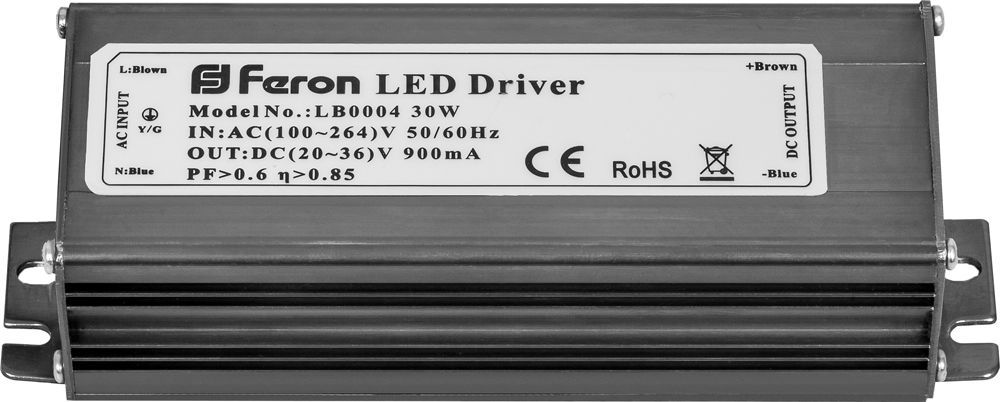 L:Blown
AC INPUT
Y/G
N:Blue
Feron LED Driver
Model No.:LB0004 30W
IN:AC(100~264)V 50/60Hz
OUT:DC(20~36)V 900mA
PF>0.6 η>0.85
CE
RoHS
+Brown
DC OUTPUT
-Blue